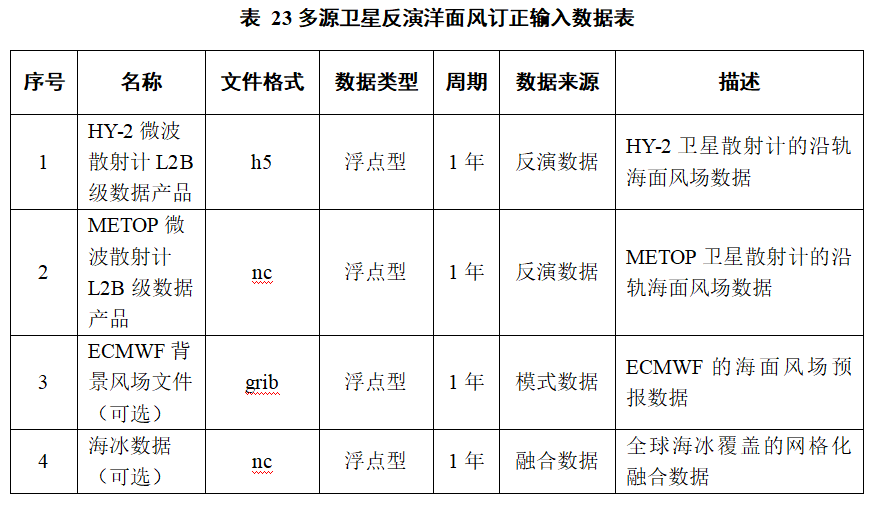 表 23 多源卫星反演洋面风订正输入数据表
序号 名称 文件格式 数据类型 周期 数据来源 描述
1
HY-2 微波
散射计 L2B
级数据产品
h5
浮点型
1 年
反演数据
HY-2 卫星散射计的沿轨
海面风场数据
2
METOP 微
波散射计
L2B 级数据
产品
nc
浮点型
1 年
反演数据
METOP 卫星散射计的沿
轨海面风场数据
3
ECMWF 背
景风场文件
（可选）
grib
浮点型
1 年
模式数据
ECMWF 的海面风场预
报数据
4
海冰数据
（可选）
nc
浮点型
1 年
融合数据
全球海冰覆盖的网格化
融合数据